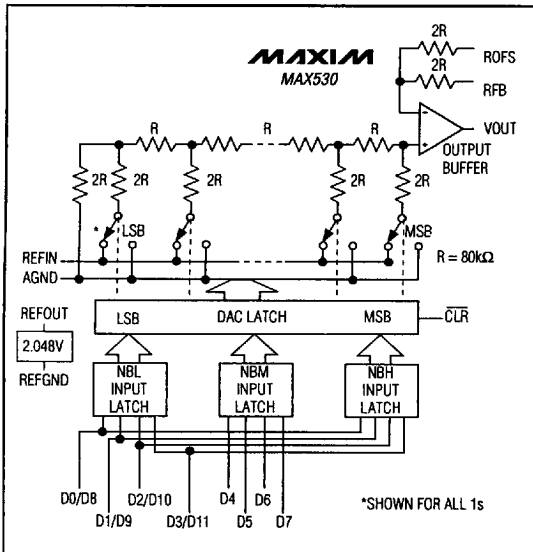 MAXIM
MAX530
2R
ROFS
2R
RFB
VOUT
OUTPUT
BUFFER
R
R
R
2R
2R
2R
2R
2R
*
LSB
MSB
REFIN
AGND
R = 80kΩ
REFOUT
2.048V
REFGND
LSB
DAC LATCH
MSB
CLR
NBL
INPUT
LATCH
NBM
INPUT
LATCH
NBH
INPUT
LATCH
D0/D8
D1/D9
D2/D10
D3/D11
D4
D5
D6
D7
*SHOWN FOR ALL 1s